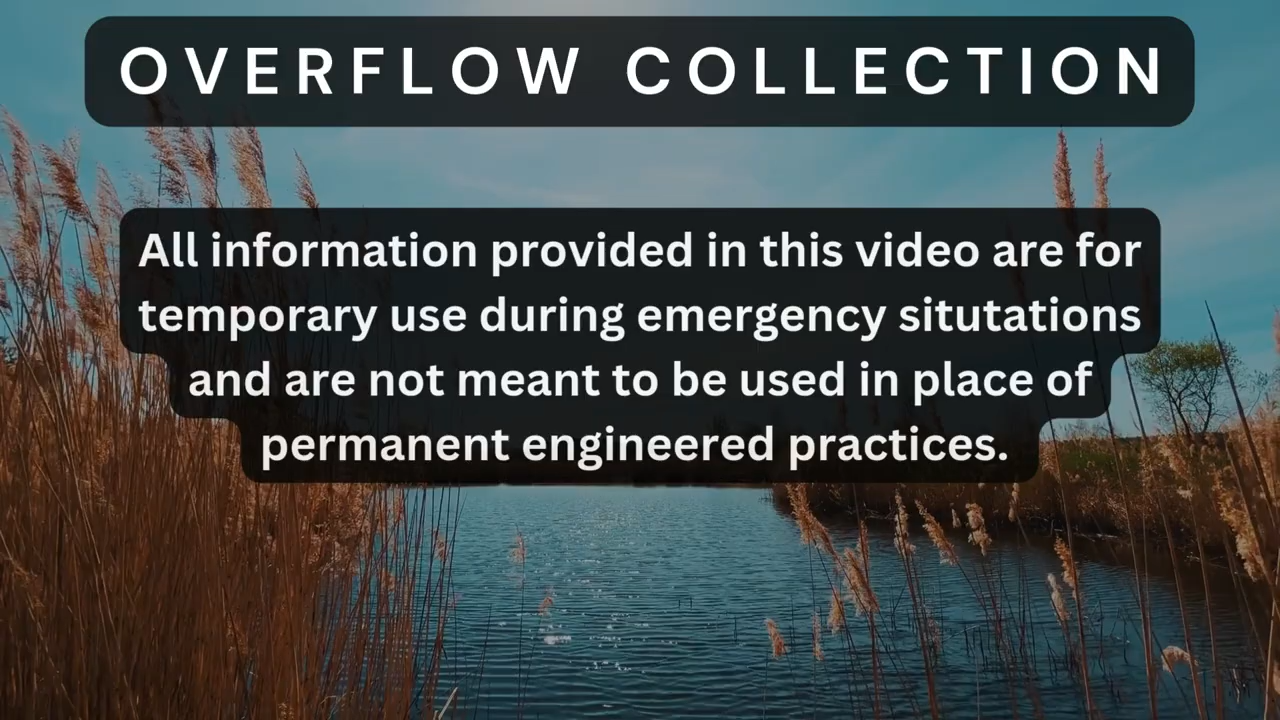 OVERFLOW COLLECTION
All information provided in this video are for
temporary use during emergency situtations
and are not meant to be used in place of
permanent engineered practices.